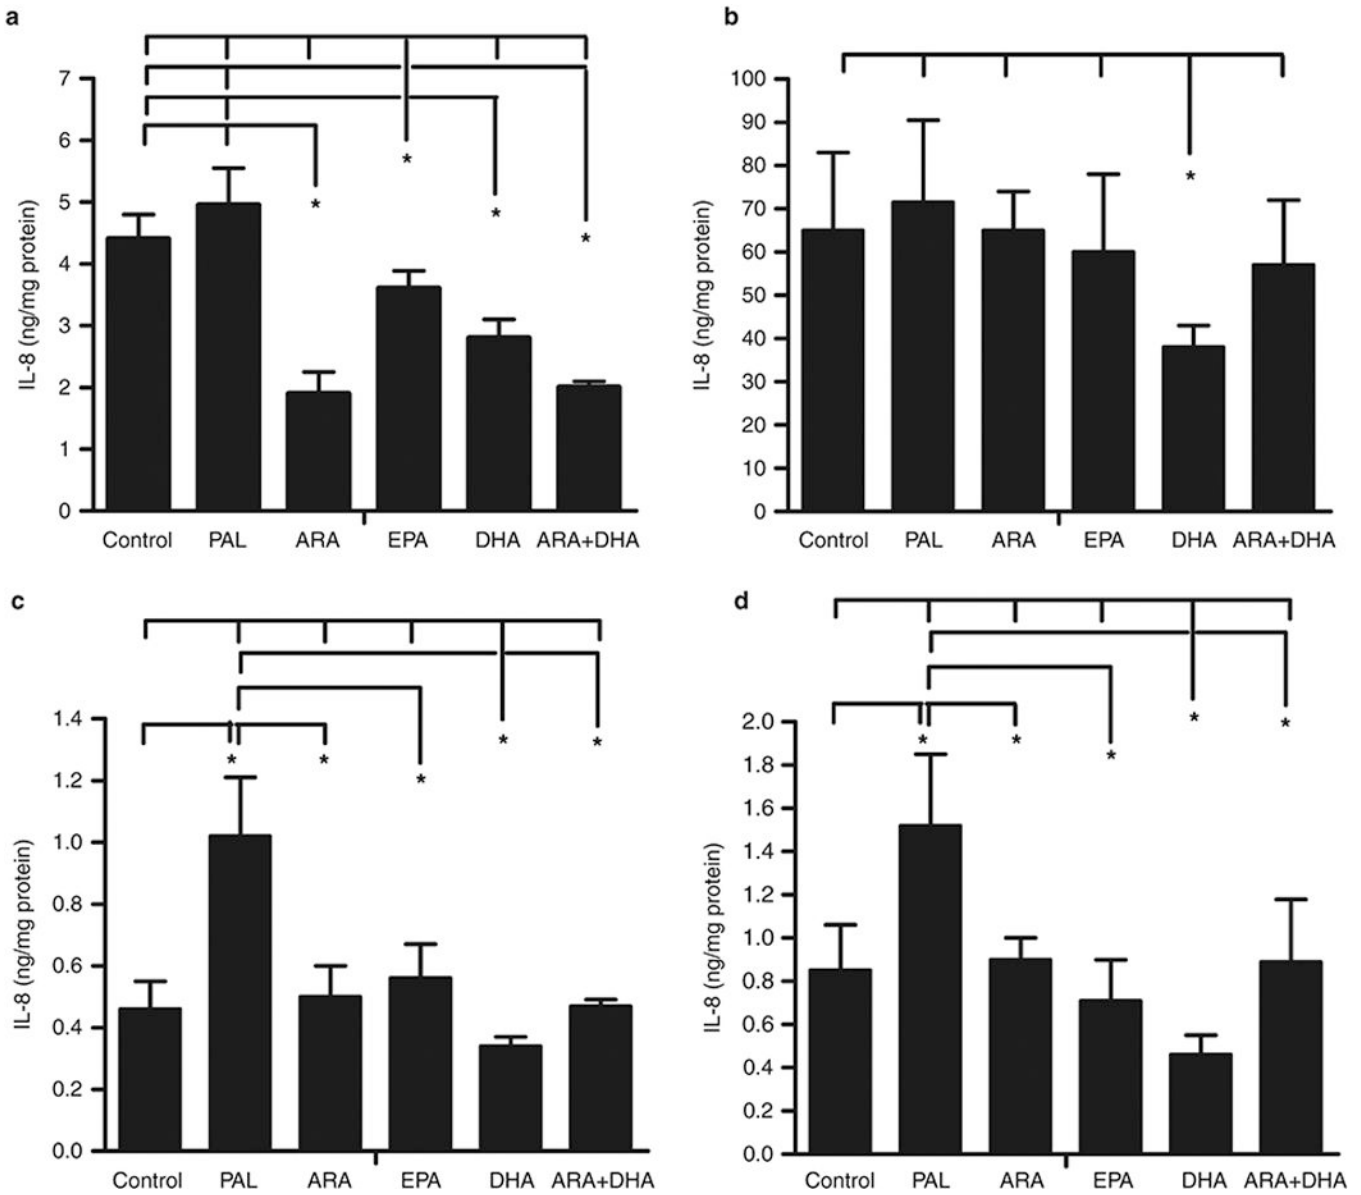 a
7
6
5
4
3
2
1
0
IL-8 (ng/mg protein)
* * * *
Control PAL ARA EPA DHA ARA+DHA
b
100
90
80
70
60
50
40
30
20
10
0
IL-8 (ng/mg protein)
*
Control PAL ARA EPA DHA ARA+DHA
c
1.4
1.2
1.0
0.8
0.6
0.4
0.2
0.0
IL-8 (ng/mg protein)
* * * * *
Control PAL ARA EPA DHA ARA+DHA
d
2.0
1.8
1.6
1.4
1.2
1.0
0.8
0.6
0.4
0.2
0.0
IL-8 (ng/mg protein)
* * * * *
Control PAL ARA EPA DHA ARA+DHA